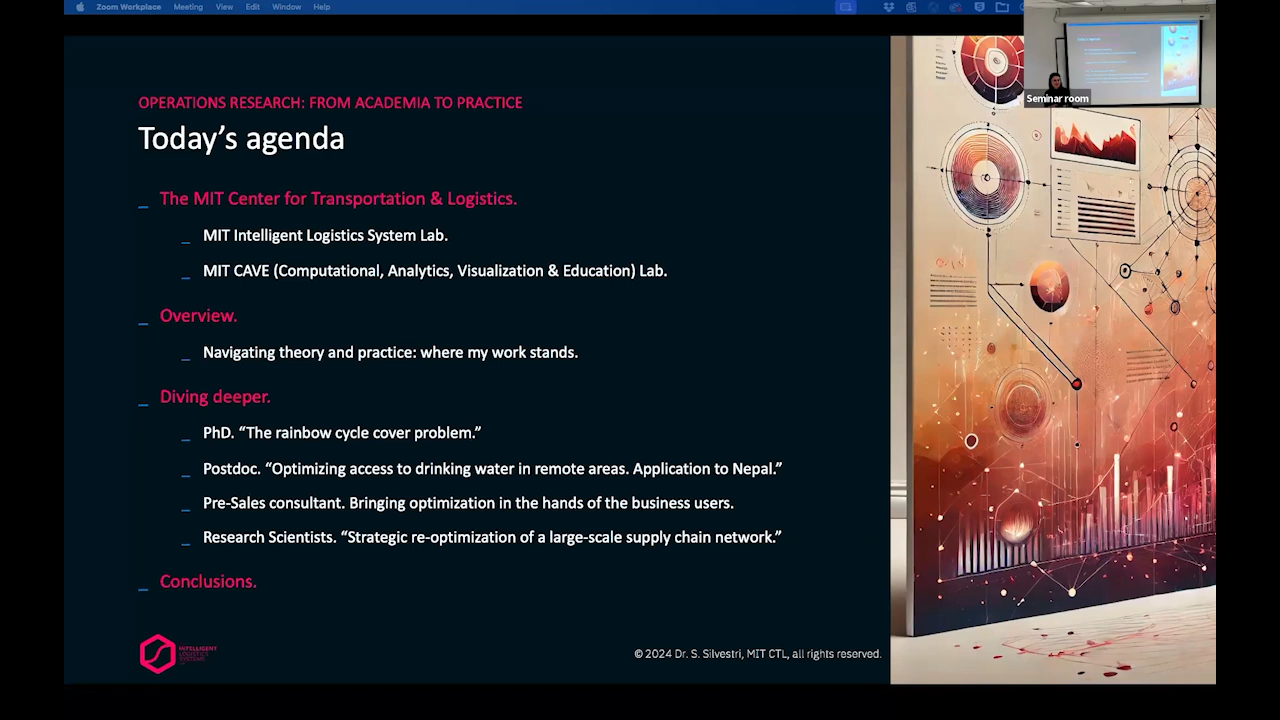 Zoom Workplace Meeting View Edit Window Help
Seminar room
OPERATIONS RESEARCH: FROM ACADEMIA TO PRACTICE
Today's agenda
_ The MIT Center for Transportation & Logistics.
_ MIT Intelligent Logistics System Lab.
_ MIT CAVE (Computational, Analytics, Visualization & Education) Lab.
_ Overview.
_ Navigating theory and practice: where my work stands.
_ Diving deeper.
_ PhD. “The rainbow cycle cover problem.”
_ Postdoc. “Optimizing access to drinking water in remote areas. Application to Nepal.”
_ Pre-Sales consultant. Bringing optimization in the hands of the business users.
_ Research Scientists. “Strategic re-optimization of a large-scale supply chain network.”
_ Conclusions.
INTELLIGENT
LOGISTICS
SYSTEMS
© 2024 Dr. S. Silvestri, MIT CTL, all rights reserved.